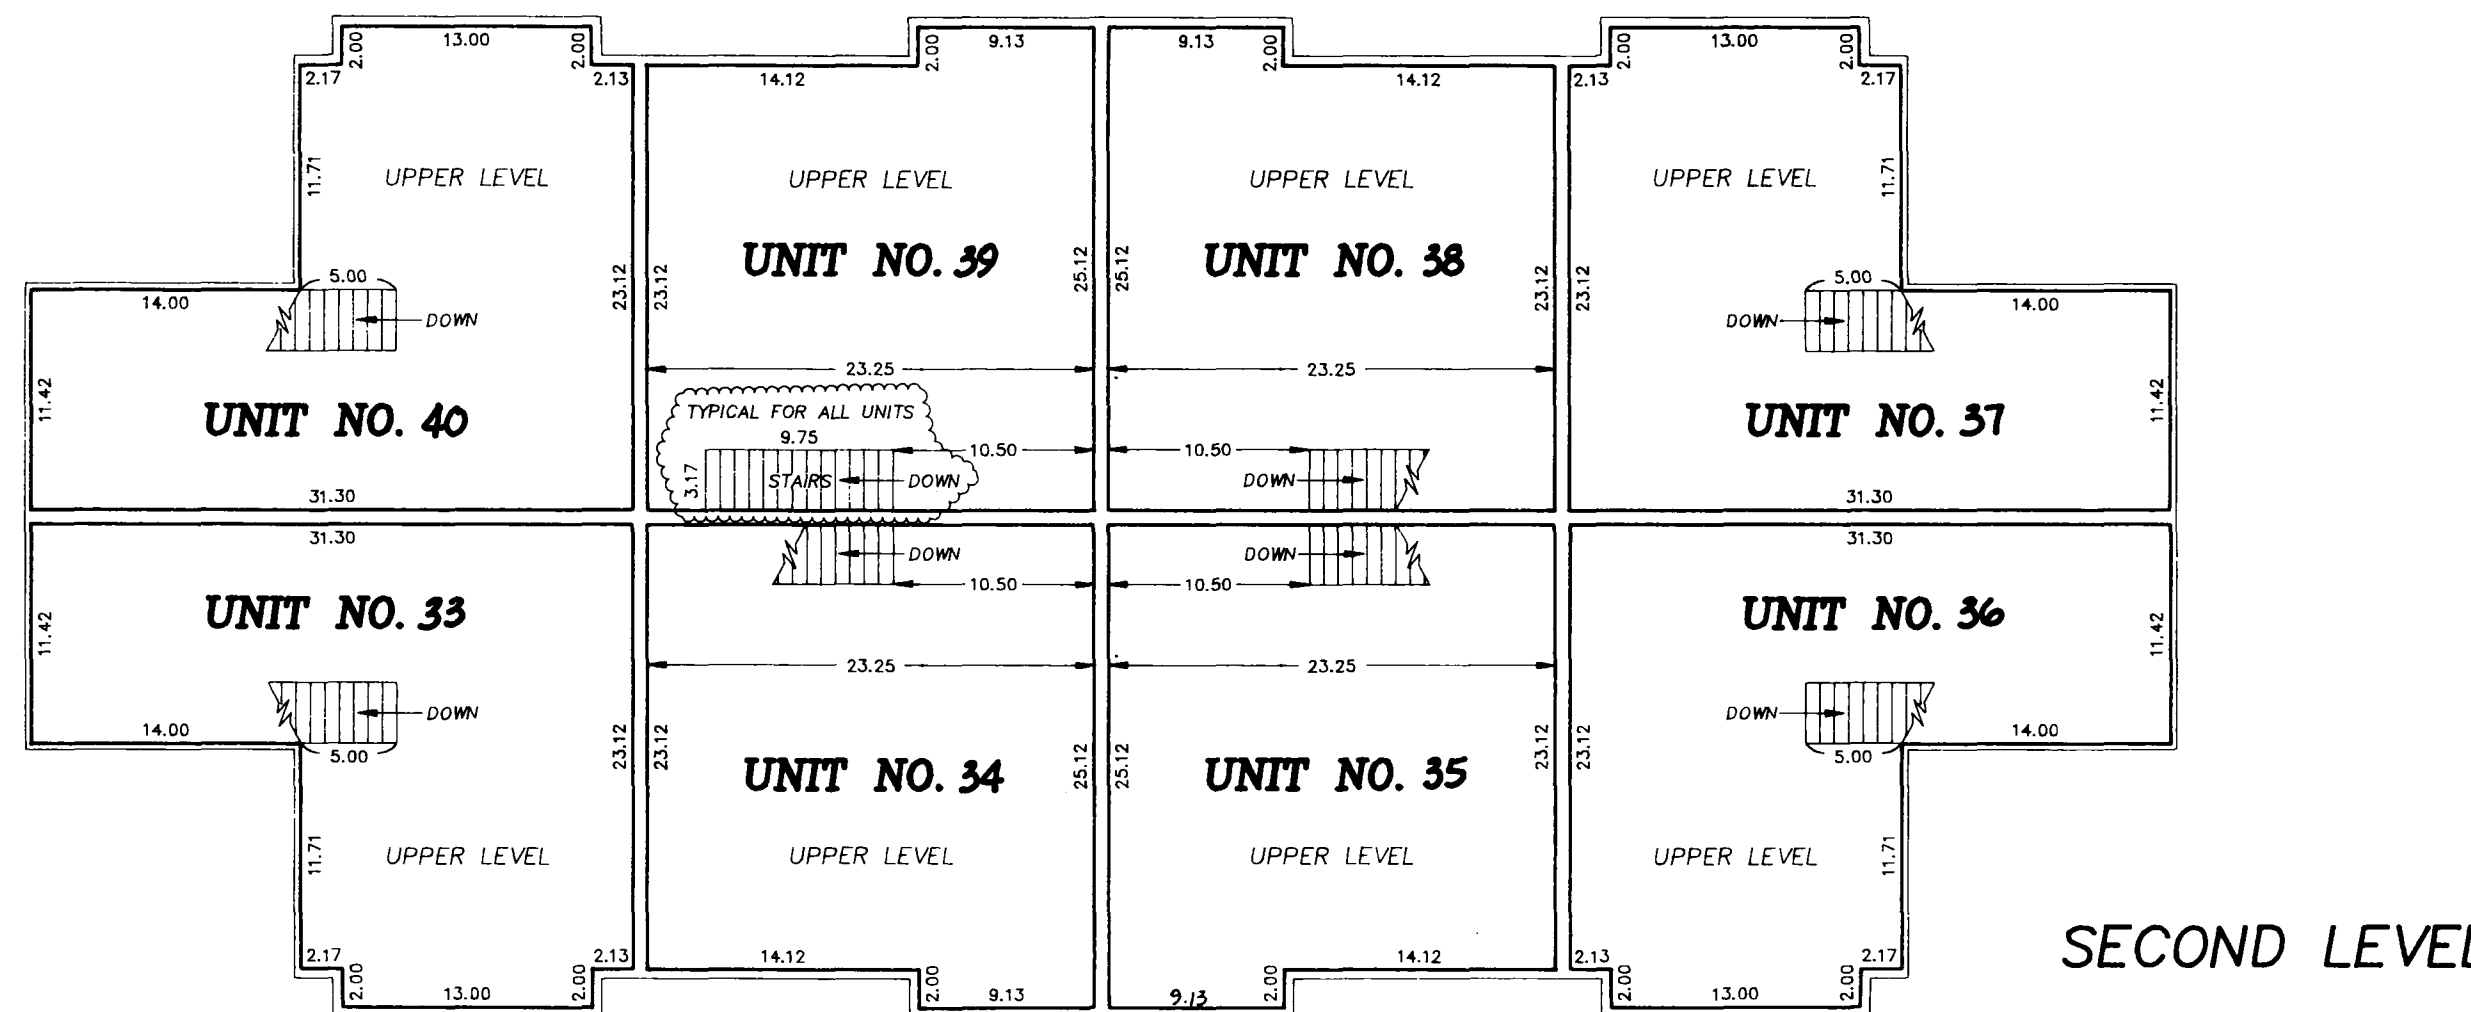 2.00 13.00 2.00 2.00 9.13 9.13 2.00 2.00 13.00 2.00
2.17 2.13 14.12 14.12 2.13 2.17
11.71 UPPER LEVEL UPPER LEVEL UPPER LEVEL UPPER LEVEL 11.71
UNIT NO. 39 UNIT NO. 38
23.12 23.12 25.12 25.12 23.12 23.12
14.00 5.00 5.00 14.00
DOWN DOWN
23.25 23.25
11.42 UNIT NO. 40 TYPICAL FOR ALL UNITS UNIT NO. 37 11.42
9.75 10.50 10.50
3.17 STAIRS DOWN DOWN
31.30 31.30
31.30 31.30
DOWN DOWN
10.50 10.50
11.42 UNIT NO. 33 UNIT NO. 36 11.42
23.25 23.25
DOWN DOWN
14.00 5.00 5.00 14.00
23.12 23.12 25.12 25.12 23.12 23.12
UNIT NO. 34 UNIT NO. 35
11.71 UPPER LEVEL UPPER LEVEL UPPER LEVEL UPPER LEVEL 11.71
SECOND LEVEL
2.17 2.13 14.12 14.12 2.13 2.17
2.00 13.00 2.00 2.00 9.13 9.13 2.00 2.00 13.00 2.00